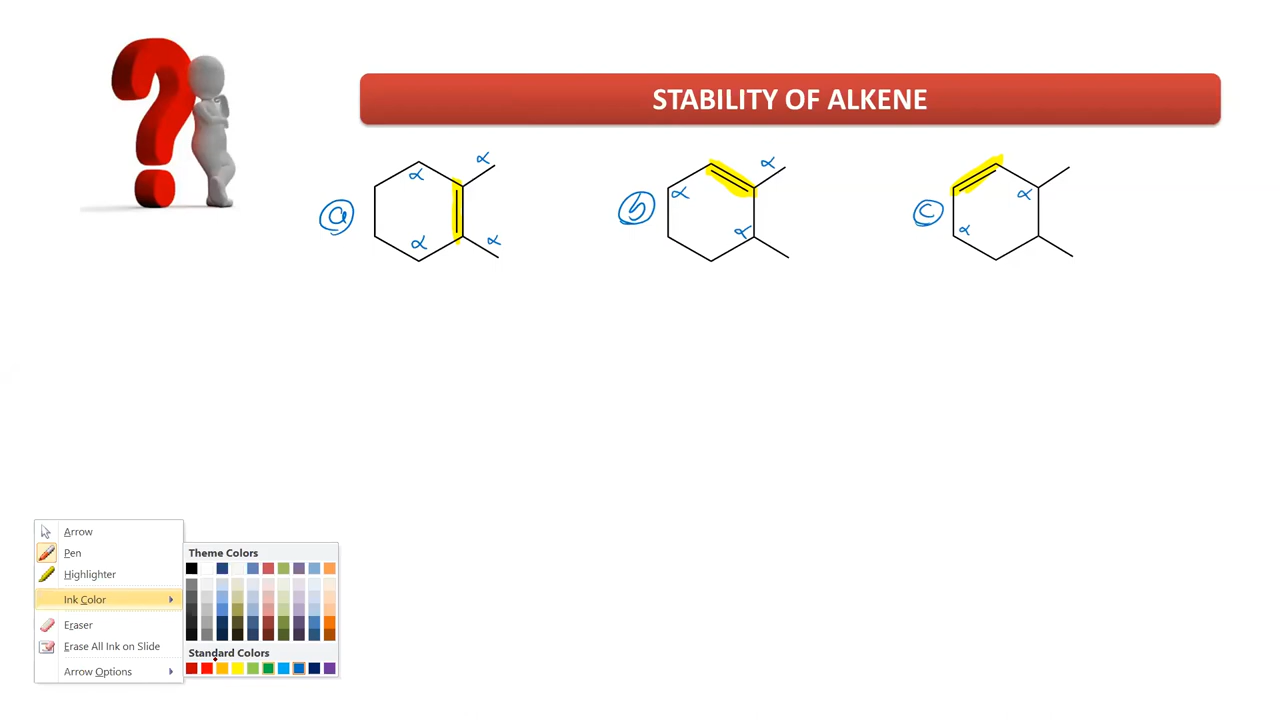 STABILITY OF ALKENE
α α α α
a
α α α
b
α α
c
Arrow
Pen
Highlighter
Ink Color
Eraser
Erase All Ink on Slide
Arrow Options
Theme Colors
Standard Colors